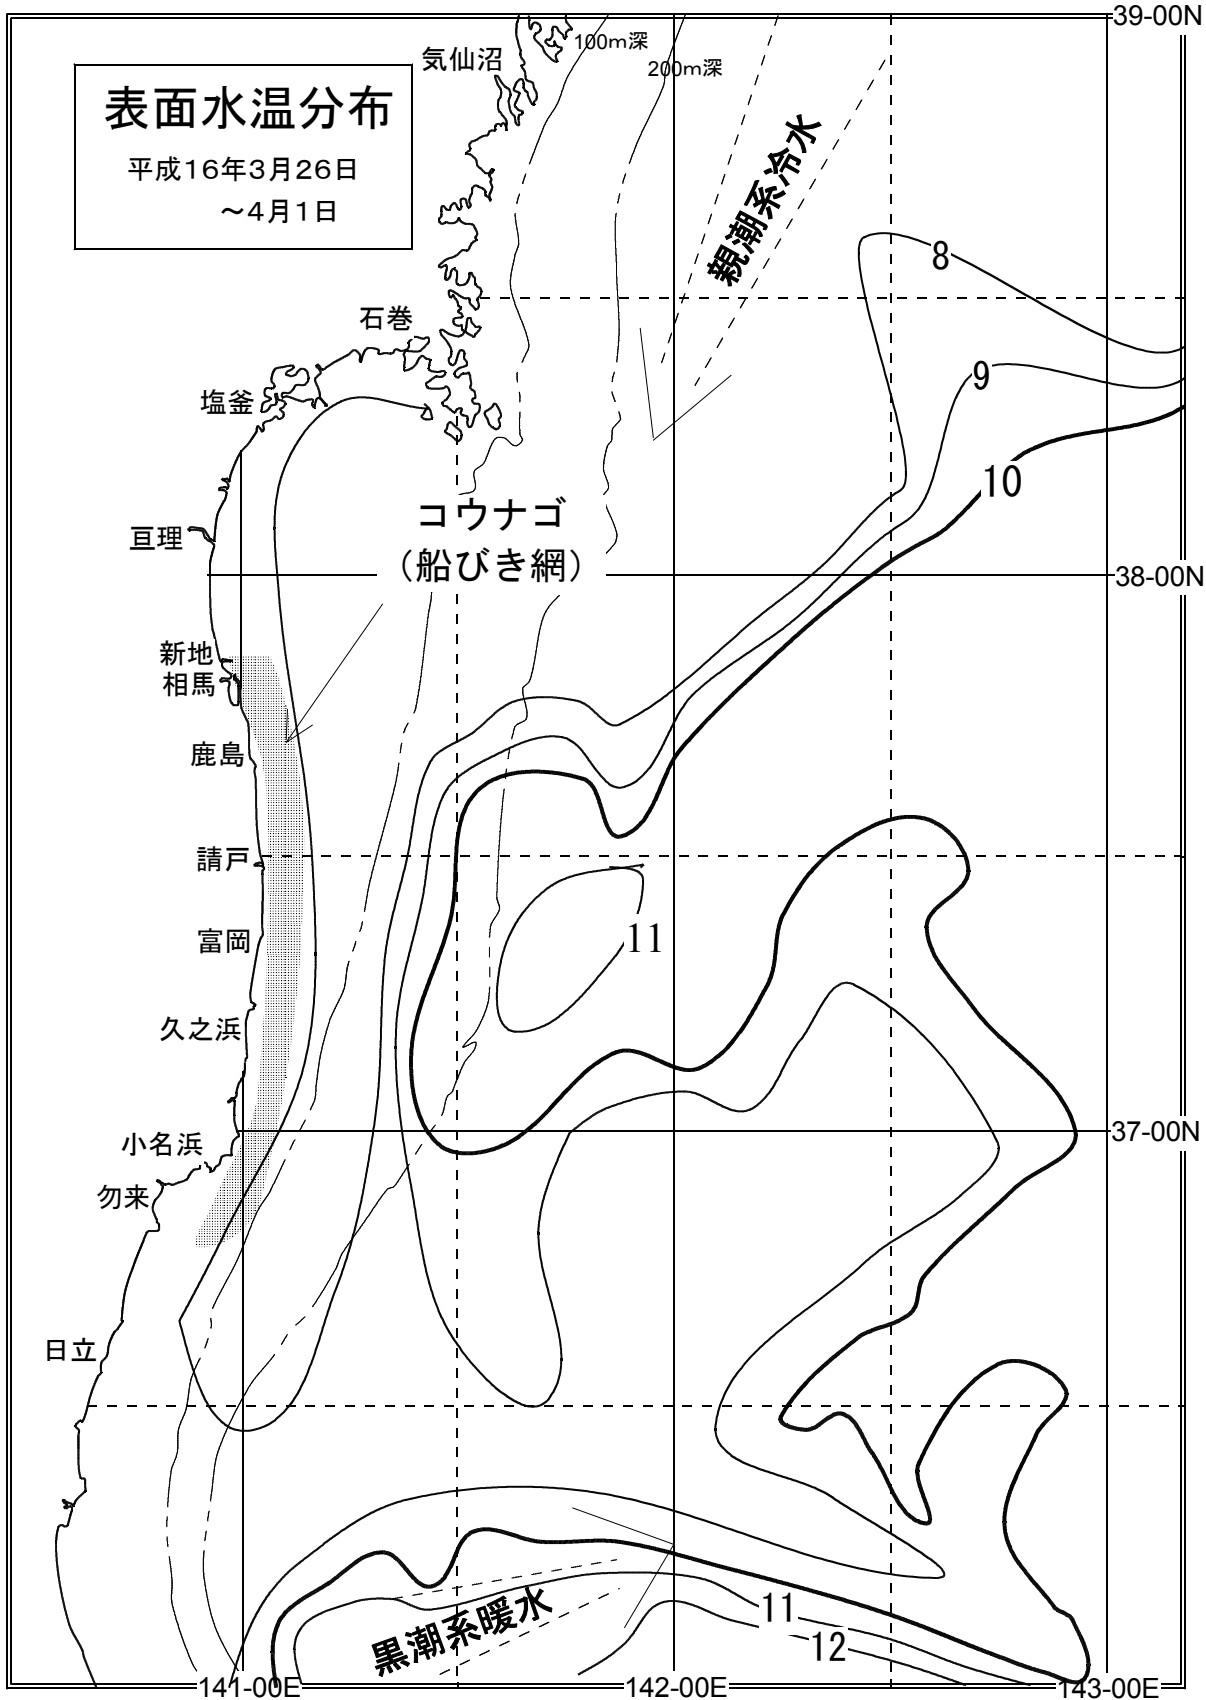 39-00N
100m深
気仙沼
200m深
表面水温分布
平成16年3月26日
～4月1日
親潮系冷水
8
石巻
9
塩釜
10
コウナゴ
亘理
(船びき網)
38-00N
新地
相馬
鹿島
請戸
11
富岡
久之浜
37-00N
小名浜
勿来
日立
11
黒潮系暖水
12
141-00E
142-00E
143-00E